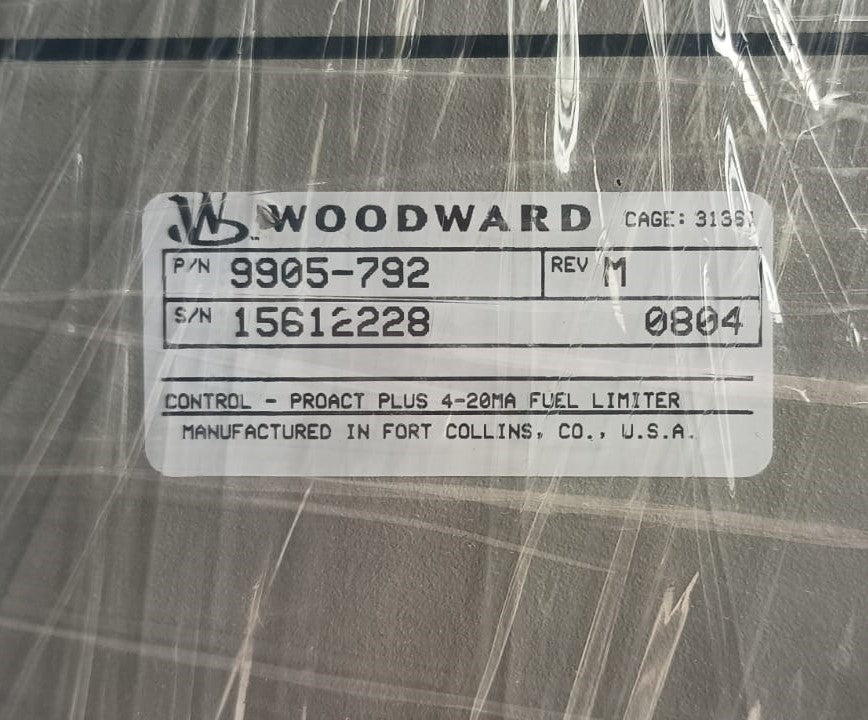 WOODWARD CAGE: 31361
P/N 9905-792 REV M
S/N 15612228 0804
CONTROL - PROACT PLUS 4-20MA FUEL LIMITER
MANUFACTURED IN FORT COLLINS, CO., U.S.A.